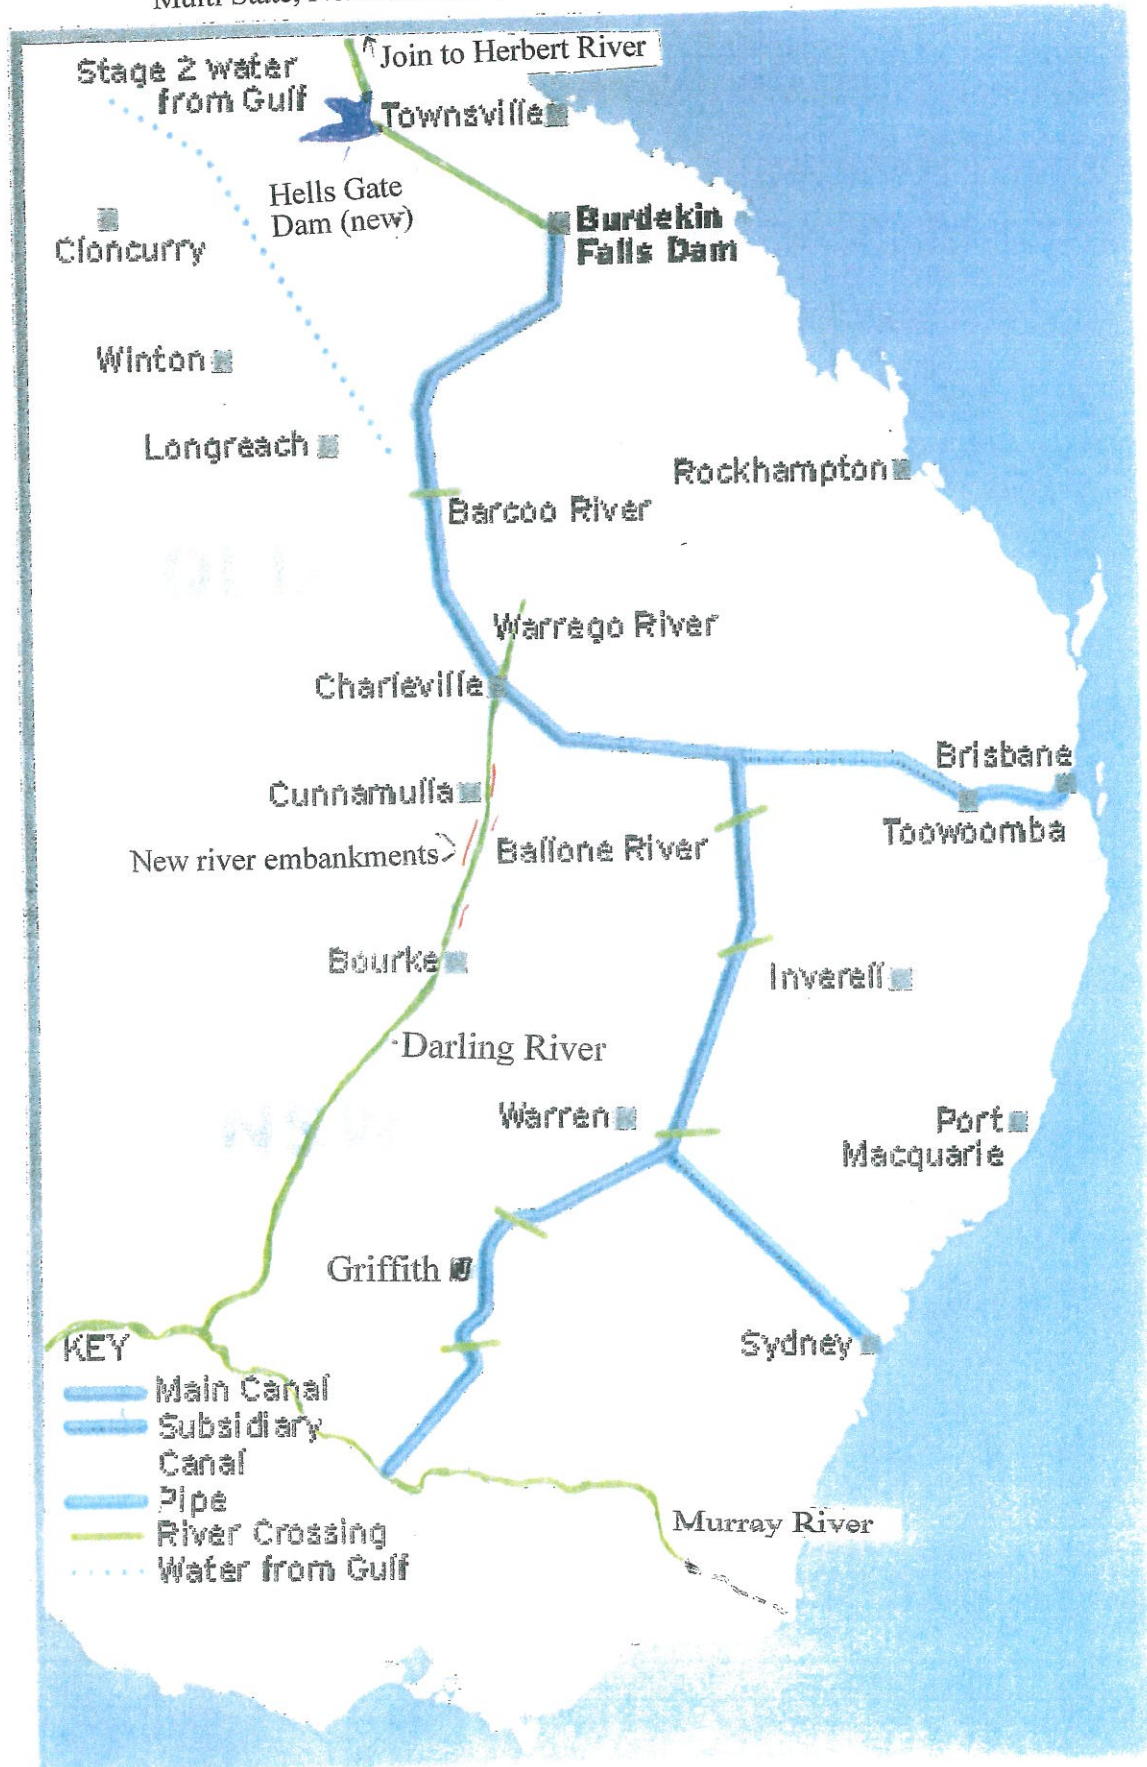 Join to Herbert River
Stage 2 water
from Gulf
Townsville
Hells Gate
Dam (new)
Burdekin
Falls Dam
Cloncurry
Winton
Longreach
Rockhampton
Barcoo River
Warrego River
Charleville
Brisbane
Cunnamulla
Toowoomba
New river embankments
Ballone River
Bourke
Inverell
Darling River
Warren
Port
Macquarie
Griffith
Sydney
KEY
Main Canal
Subsidiary
Canal
Pipe
River Crossing
Water from Gulf
Murray River